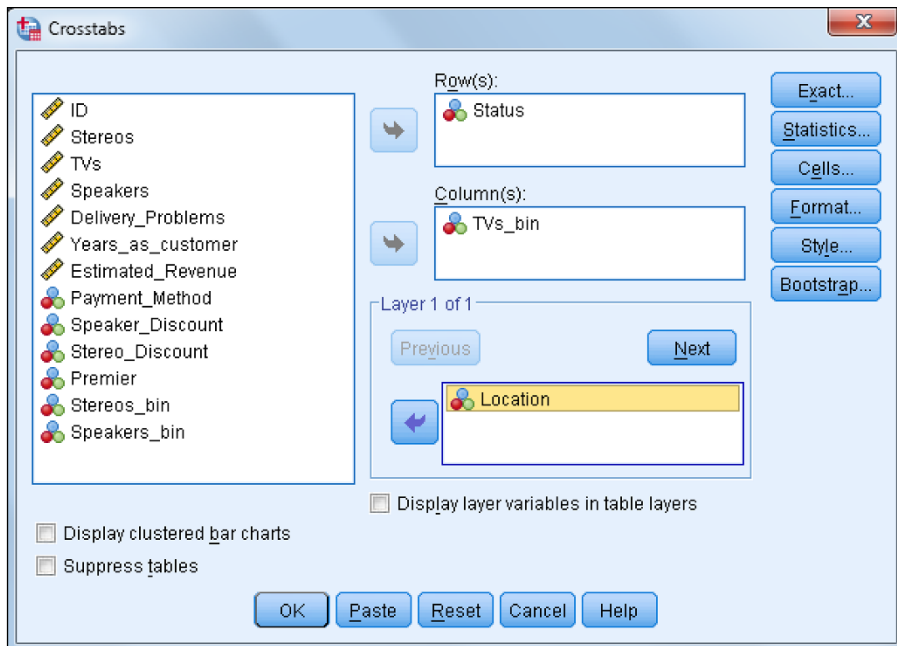 Crosstabs
ID
Stereos
TVs
Speakers
Delivery_Problems
Years_as_customer
Estimated_Revenue
Payment_Method
Speaker_Discount
Stereo_Discount
Premier
Stereos_bin
Speakers_bin
Row(s):
Status
Column(s):
TVs_bin
Layer 1 of 1
Previous
Next
Location
Display layer variables in table layers
Exact...
Statistics...
Cells...
Format...
Style...
Bootstrap...
Display clustered bar charts
Suppress tables
OK
Paste
Reset
Cancel
Help